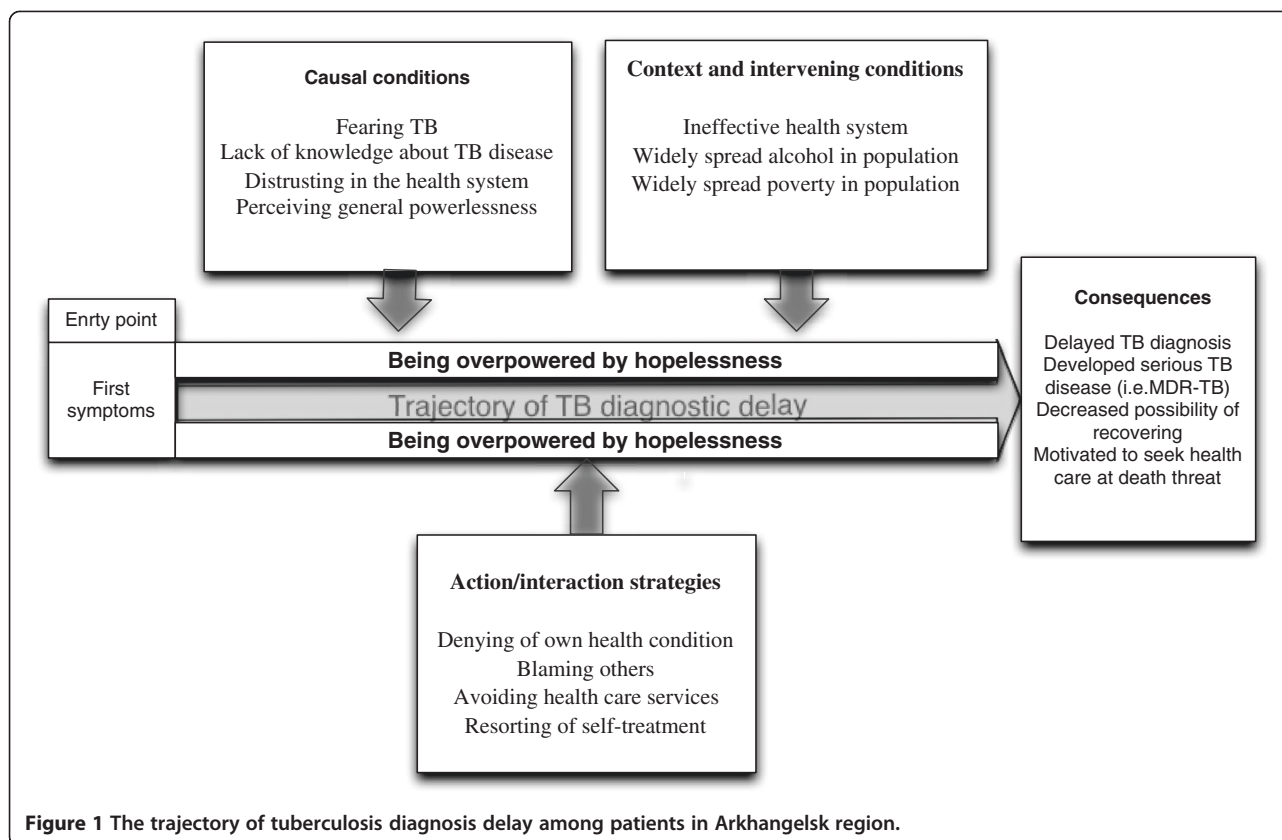 Causal conditions
Fearing TB
Lack of knowledge about TB disease
Distrusting in the health system
Perceiving general powerlessness
Context and intervening conditions
Ineffective health system
Widely spread alcohol in population
Widely spread poverty in population
Enrty point
First
symptoms
Being overpowered by hopelessness
Trajectory of TB diagnostic delay
Being overpowered by hopelessness
Consequences
Delayed TB diagnosis
Developed serious TB
disease (i.e.MDR-TB)
Decreased possibility of
recovering
Motivated to seek health
care at death threat
Action/interaction strategies
Denying of own health condition
Blaming others
Avoiding health care services
Resorting of self-treatment
Figure 1 The trajectory of tuberculosis diagnosis delay among patients in Arkhangelsk region.